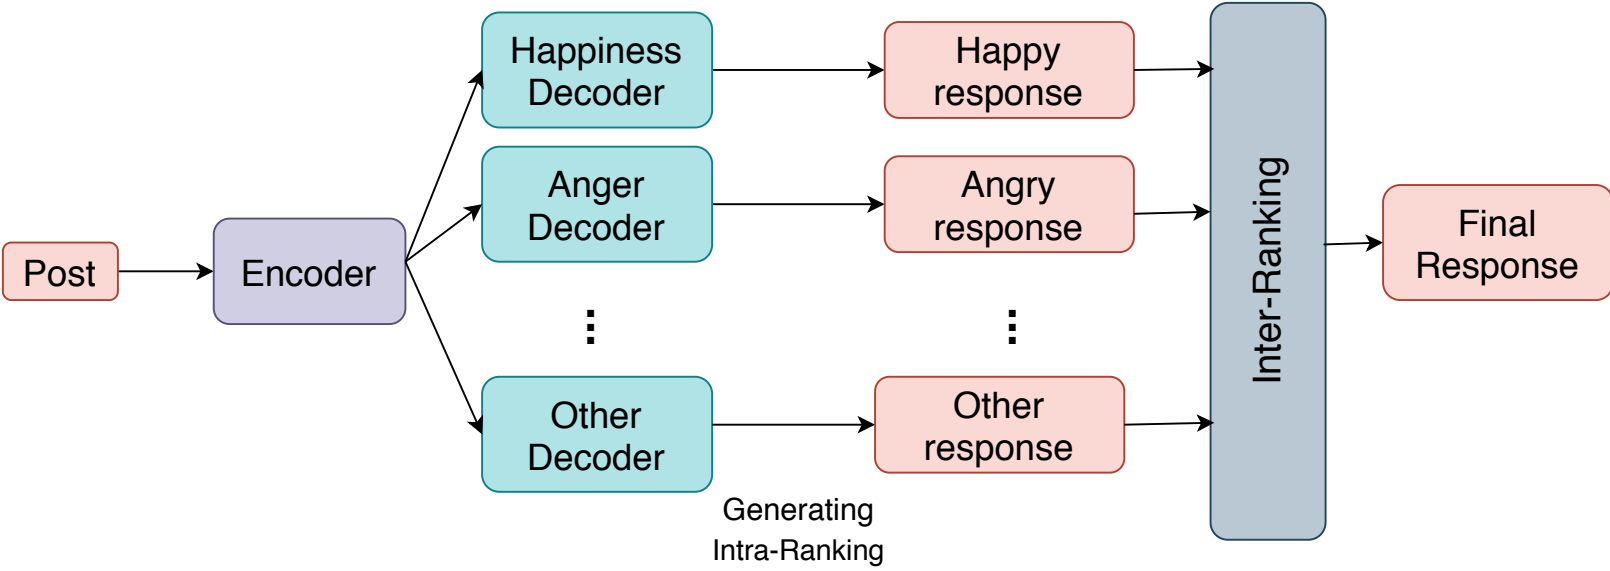 Post
Encoder
Happiness
Decoder
Anger
Decoder
Other
Decoder
Generating
Intra-Ranking
Happy
response
Angry
response
Other
response
Inter-Ranking
Final
Response